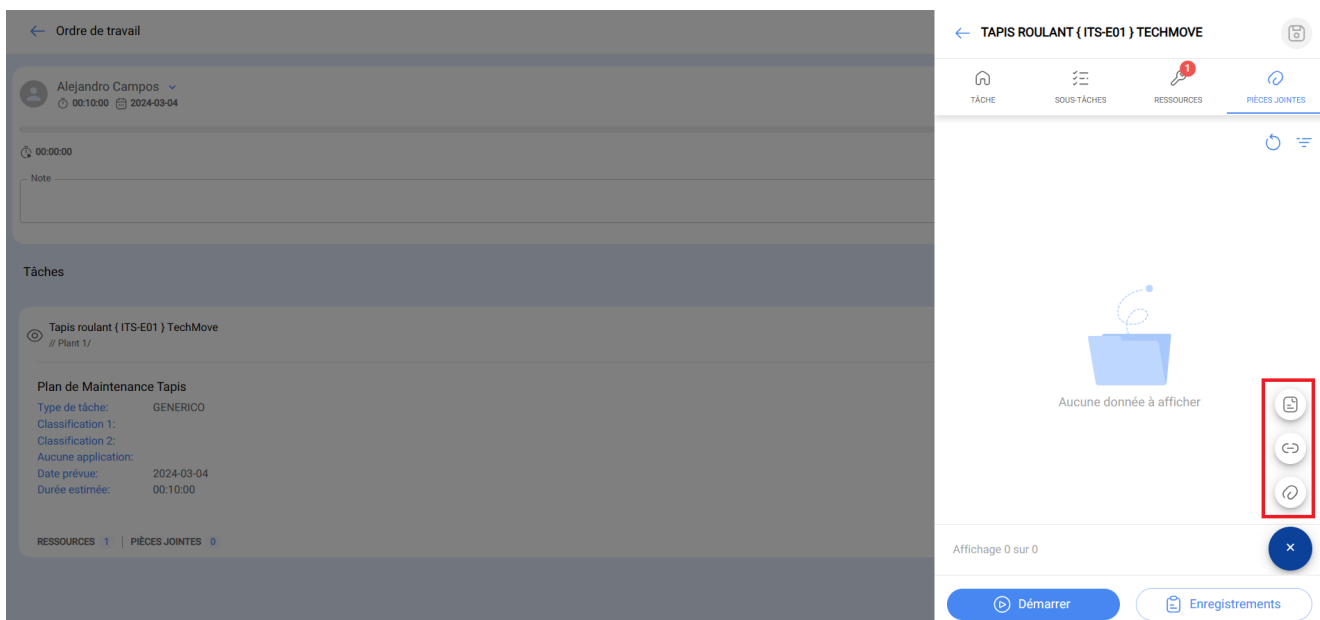 Ordre de travail
Alejandro Campos
00:10:00 2024-03-04
00:00:00
Note
Tâches
Tapis roulant { ITS-E01 } TechMove
// Plant 1/
Plan de Maintenance Tapis
Type de tâche: GENERICO
Classification 1:
Classification 2:
Aucune application:
Date prévue: 2024-03-04
Durée estimée: 00:10:00
RESSOURCES 1 | PIÈCES JOINTES 0
TAPIS ROULANT { ITS-E01 } TECHMOVE
1
TÂCHE SOUS-TÂCHES RESSOURCES PIÈCES JOINTES
Aucune donnée à afficher
Affichage 0 sur 0
Démarrer Enregistrements